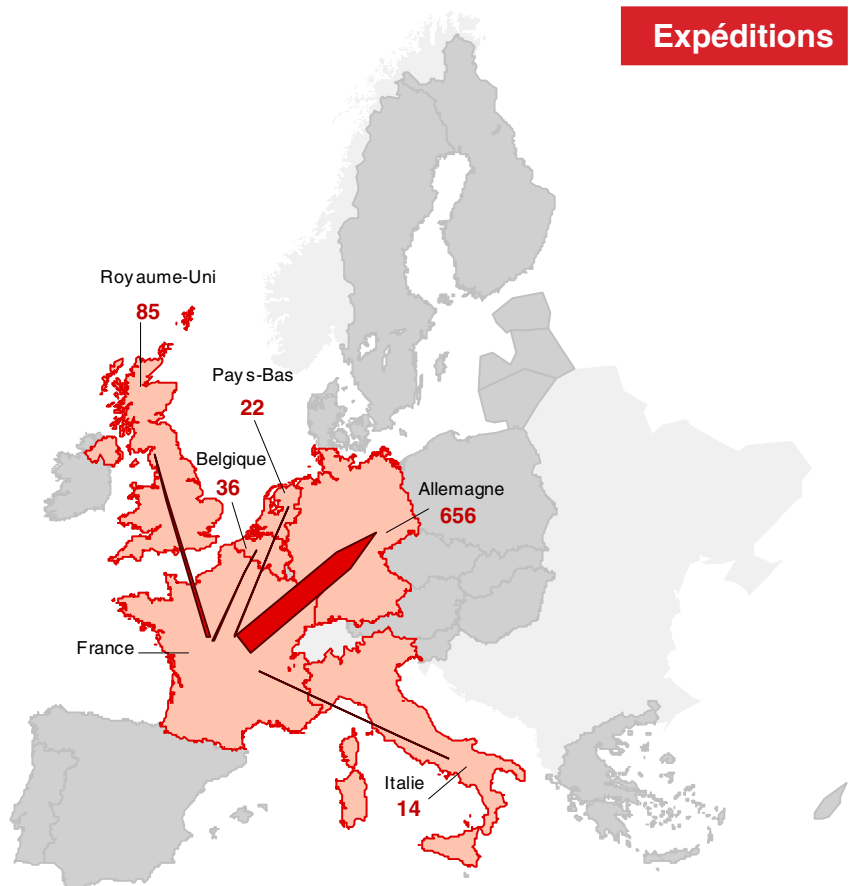 Expéditions
Royaume-Uni
85
Pays-Bas
22
Belgique
36
Allemagne
656
France
Italie
14